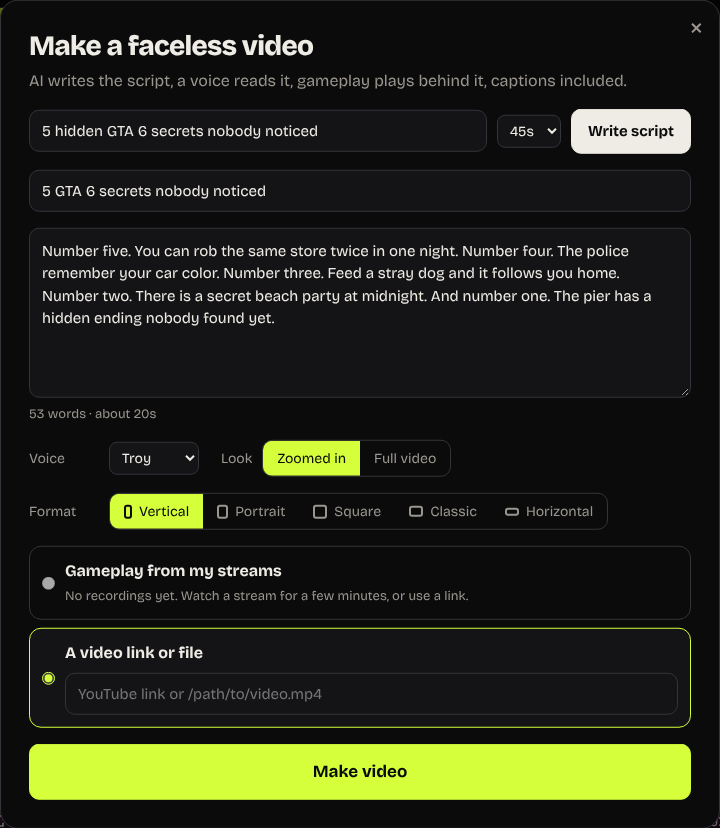 Make a faceless video
AI writes the script, a voice reads it, gameplay plays behind it, captions included.
5 hidden GTA 6 secrets nobody noticed
45s
Write script
5 GTA 6 secrets nobody noticed
Number five. You can rob the same store twice in one night. Number four. The police
remember your car color. Number three. Feed a stray dog and it follows you home.
Number two. There is a secret beach party at midnight. And number one. The pier has a
hidden ending nobody found yet.
53 words · about 20s
Voice
Troy
Look
Zoomed in
Full video
Format
Vertical
Portrait
Square
Classic
Horizontal
Gameplay from my streams
No recordings yet. Watch a stream for a few minutes, or use a link.
A video link or file
YouTube link or /path/to/video.mp4
Make video